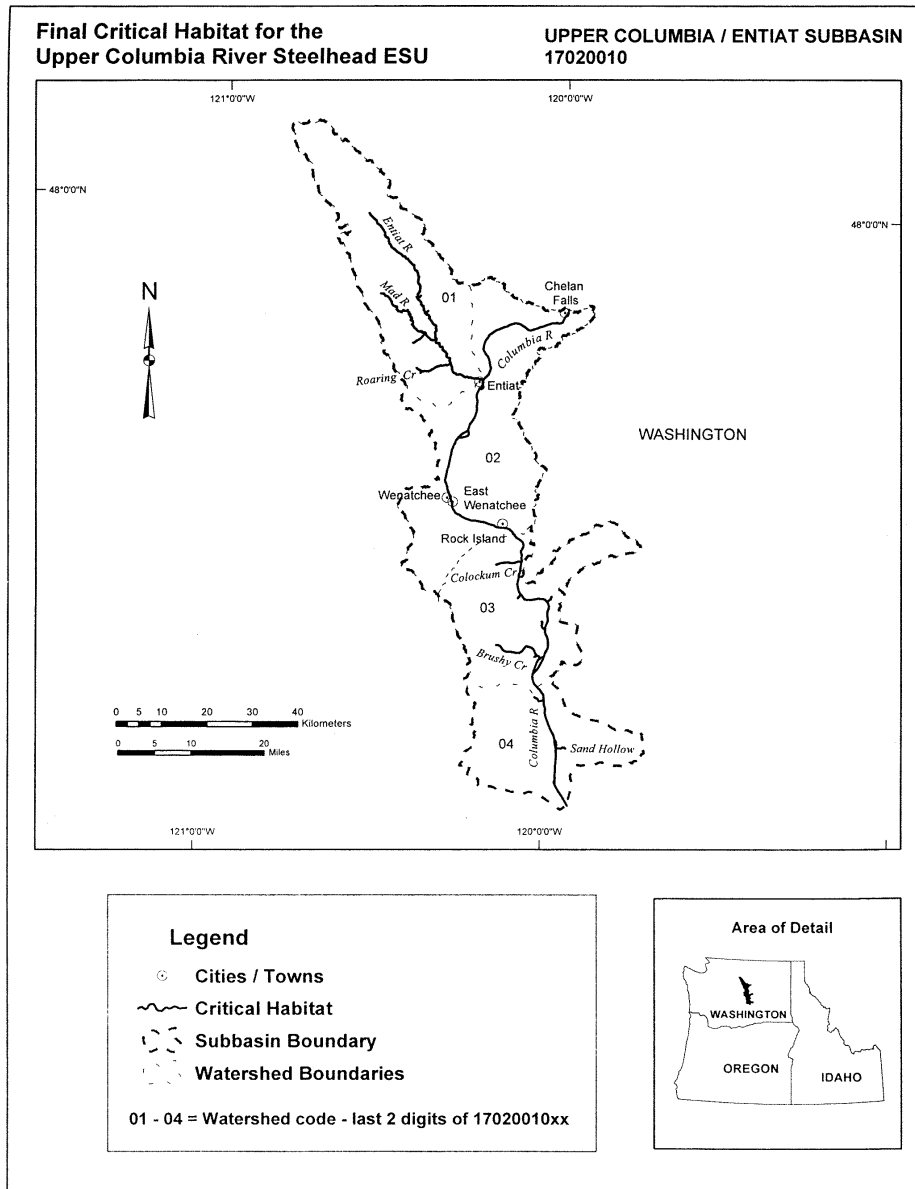 Final Critical Habitat for the
Upper Columbia River Steelhead ESU
UPPER COLUMBIA / ENTIAT SUBBASIN
17020010
121°0'0"W
120°0'0"W
48°0'0"N
48°0'0"N
N
Entiat R
Mad R
01
Chelan
Falls
Columbia R
Roaring Cr
Entiat
WASHINGTON
02
Wenatchee
East
Wenatchee
Rock Island
Colockum Cr
03
Brushy Cr
Columbia R
04
Sand Hollow
0 5 10 20 30 40
Kilometers
0 5 10 20
Miles
121°0'0"W
120°0'0"W
Legend
Cities / Towns
Critical Habitat
Subbasin Boundary
Watershed Boundaries
01 - 04 = Watershed code - last 2 digits of 17020010xx
Area of Detail
WASHINGTON
OREGON
IDAHO